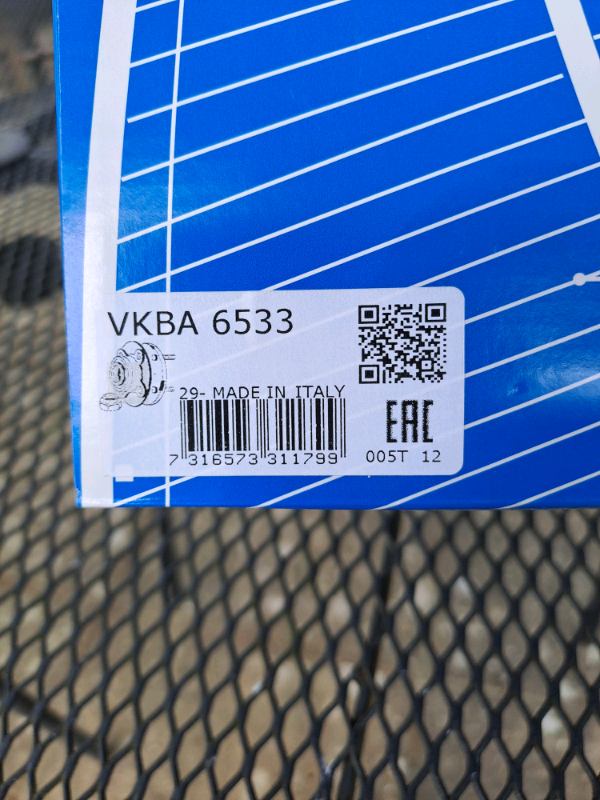 VKBA 6533
29- MADE IN ITALY
EAC
7 316573 311799
005T 12